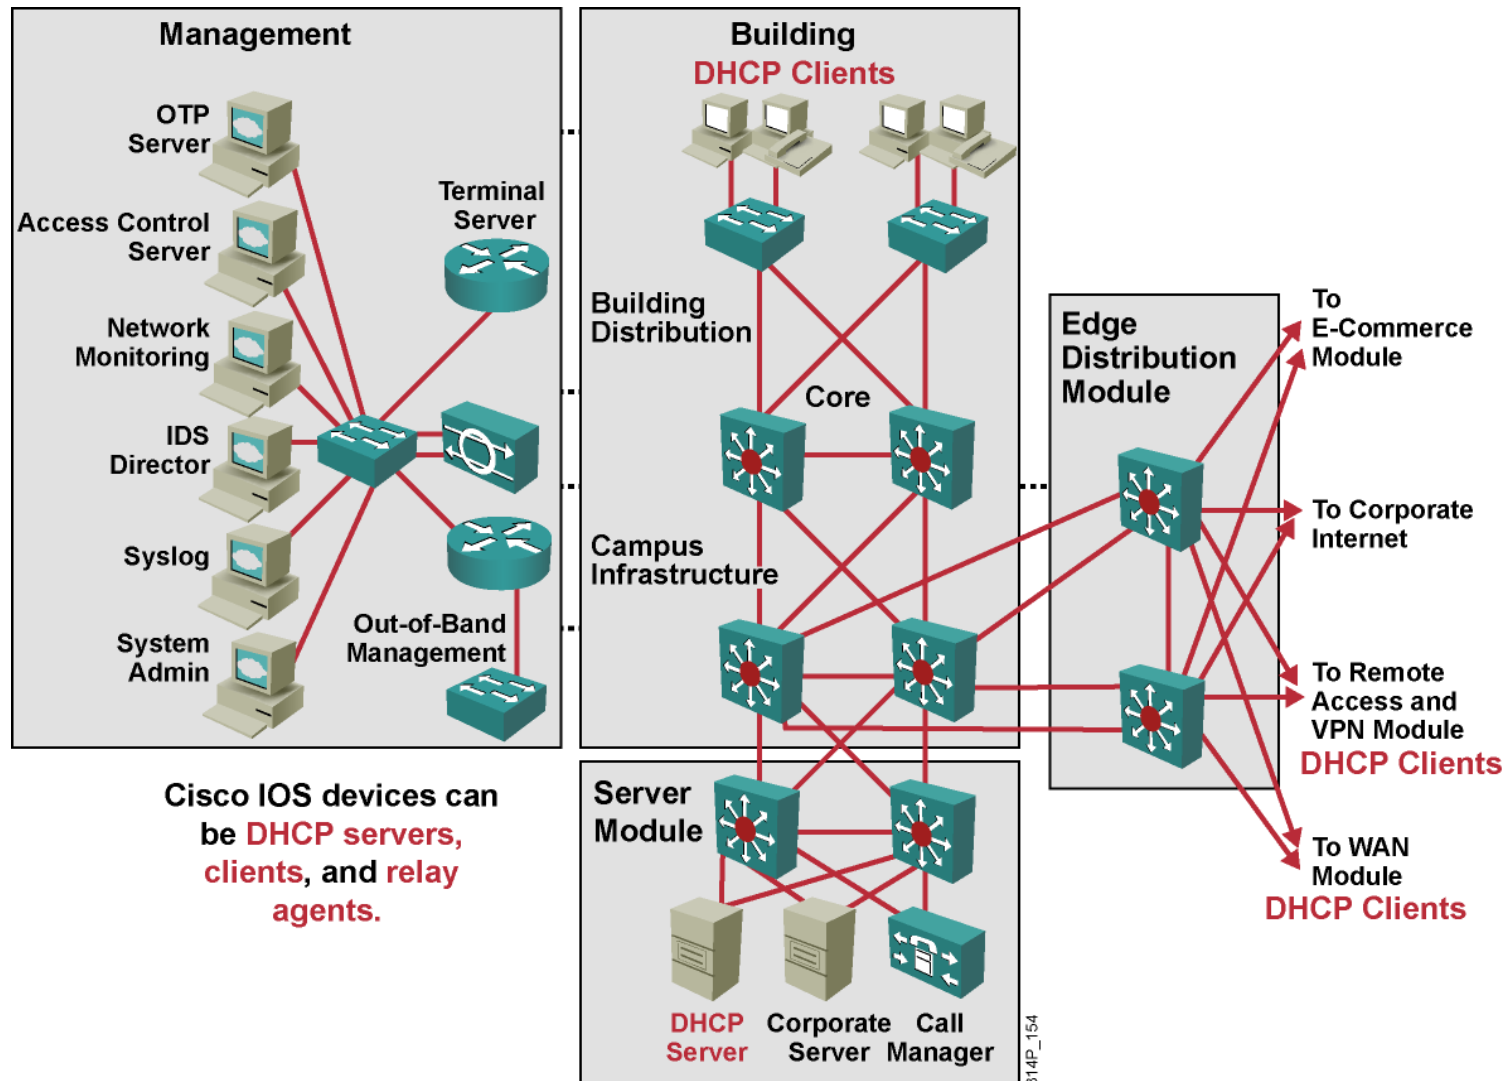 Management
OTP
Server
Access Control
Server
Network
Monitoring
IDS
Director
Syslog
System
Admin
Terminal
Server
Out-of-Band
Management
Cisco IOS devices can
be DHCP servers,
clients, and relay
agents.
Building
DHCP Clients
Building
Distribution
Core
Campus
Infrastructure
Server
Module
DHCP
Server
Corporate
Server
Call
Manager
314P_154
Edge
Distribution
Module
To
E-Commerce
Module
To Corporate
Internet
To Remote
Access and
VPN Module
DHCP Clients
To WAN
Module
DHCP Clients